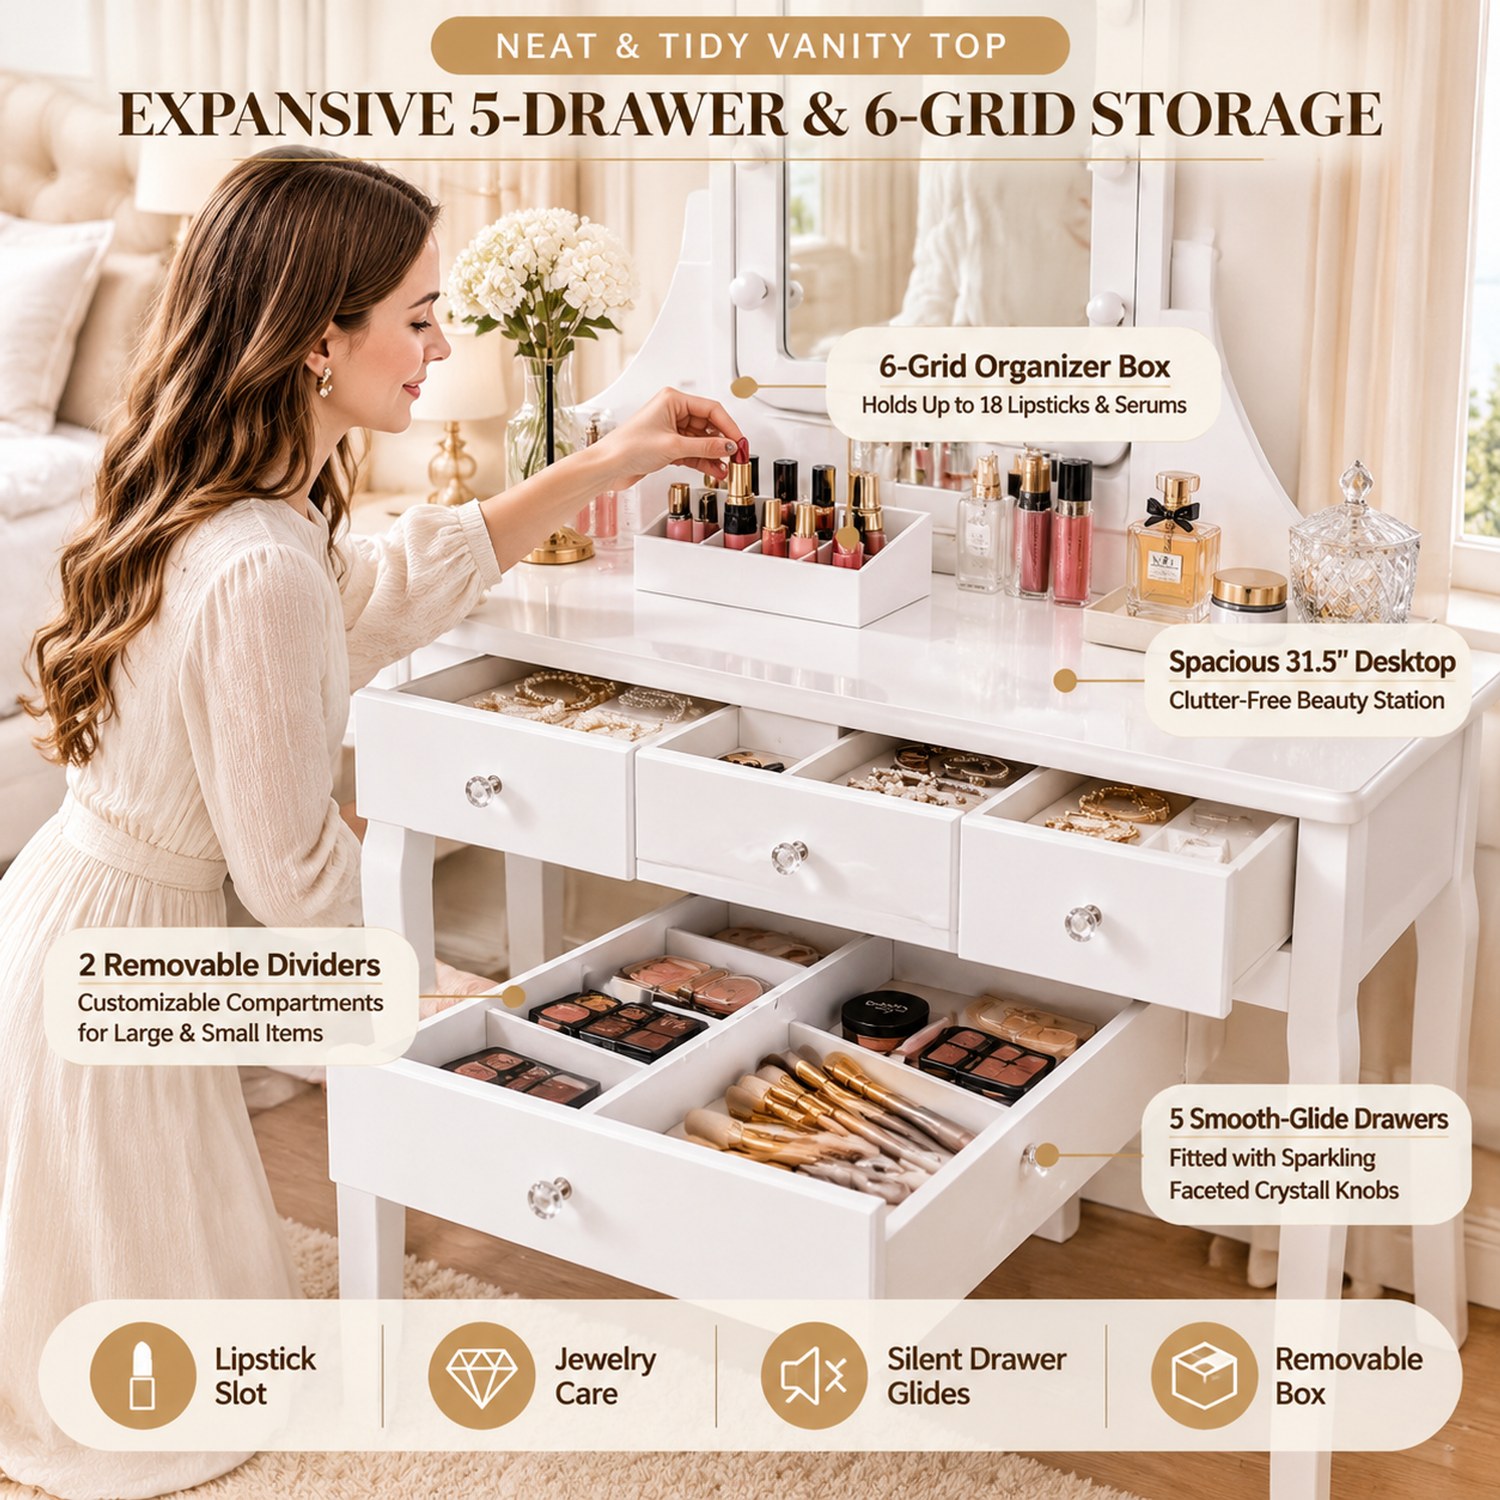 NEAT & TIDY VANITY TOP
EXPANSIVE 5-DRAWER & 6-GRID STORAGE
6-Grid Organizer Box
Holds Up to 18 Lipsticks & Serums
Spacious 31.5" Desktop
Clutter-Free Beauty Station
2 Removable Dividers
Customizable Compartments
for Large & Small Items
5 Smooth-Glide Drawers
Fitted with Sparkling
Faceted Crystall Knobs
Lipstick
Slot
Jewelry
Care
Silent Drawer
Glides
Removable
Box